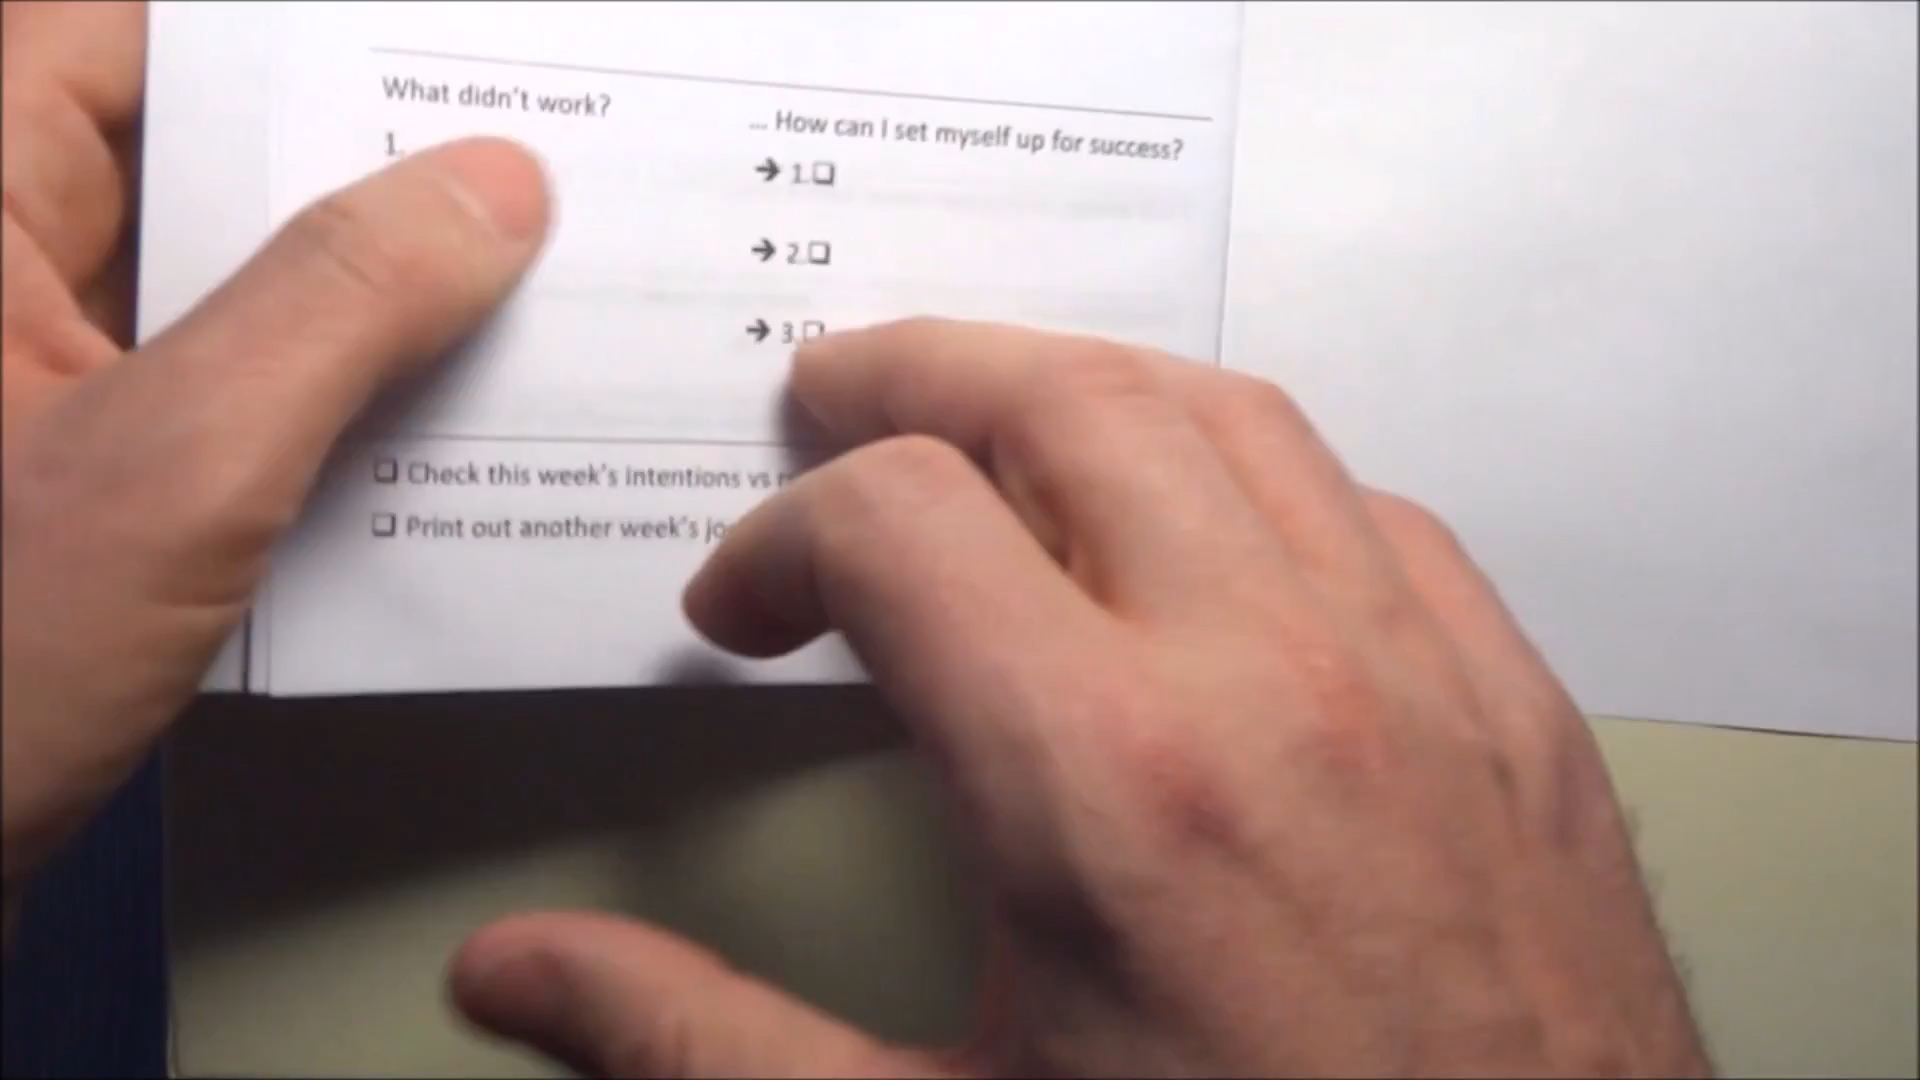 What didn't work?
... How can I set myself up for success?
1.
➔ 1.❏
➔ 2.❏
➔ 3.❏
❏ Check this week's intentions vs
❏ Print out another week's